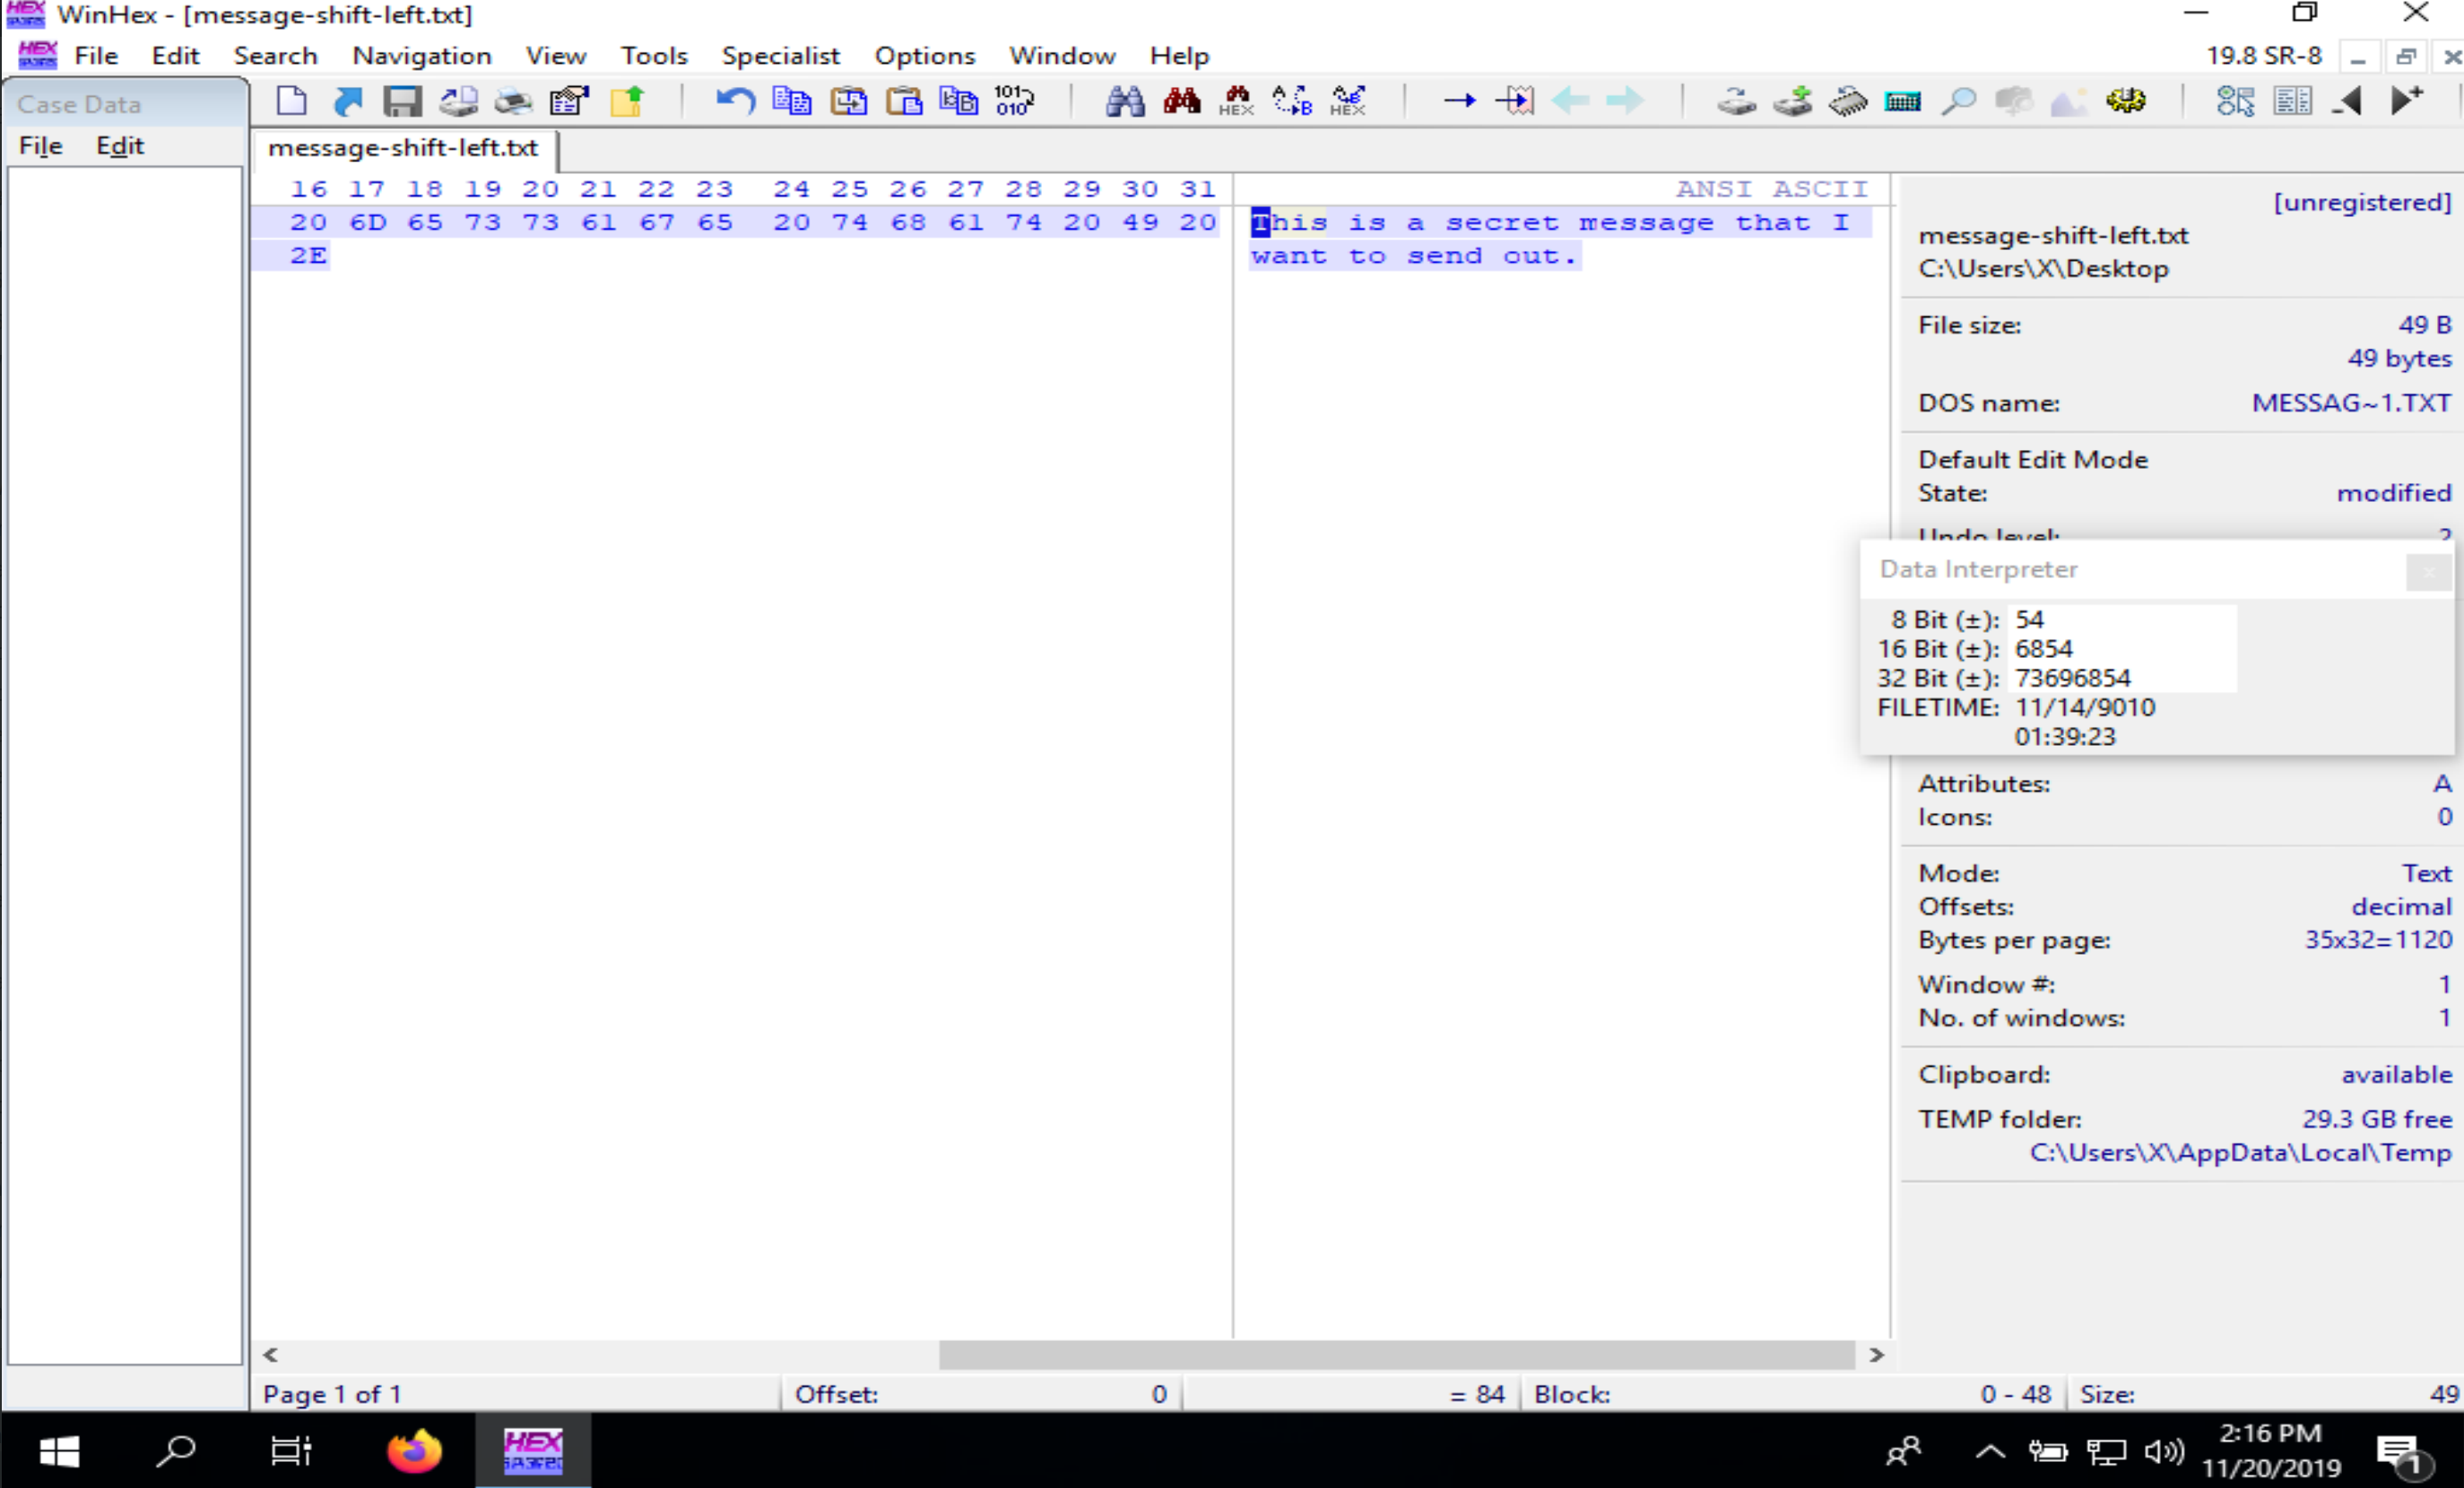 WinHex - [message-shift-left.txt]
File Edit Search Navigation View Tools Specialist Options Window Help 19.8 SR-8
Case Data
File Edit
message-shift-left.txt
16 17 18 19 20 21 22 23 24 25 26 27 28 29 30 31 ANSI ASCII
20 6D 65 73 73 61 67 65 20 74 68 61 74 20 49 20 This is a secret message that I
2E want to send out.
[unregistered]
message-shift-left.txt
C:\Users\X\Desktop
File size: 49 B
49 bytes
DOS name: MESSAG~1.TXT
Default Edit Mode
State: modified
Undo level: 2
Data Interpreter
8 Bit (±): 54
16 Bit (±): 6854
32 Bit (±): 73696854
FILETIME: 11/14/9010
01:39:23
Attributes: A
Icons: 0
Mode: Text
Offsets: decimal
Bytes per page: 35x32=1120
Window #: 1
No. of windows: 1
Clipboard: available
TEMP folder: 29.3 GB free
C:\Users\X\AppData\Local\Temp
Page 1 of 1 Offset: 0 = 84 Block: 0 - 48 Size: 49
2:16 PM
11/20/2019
1